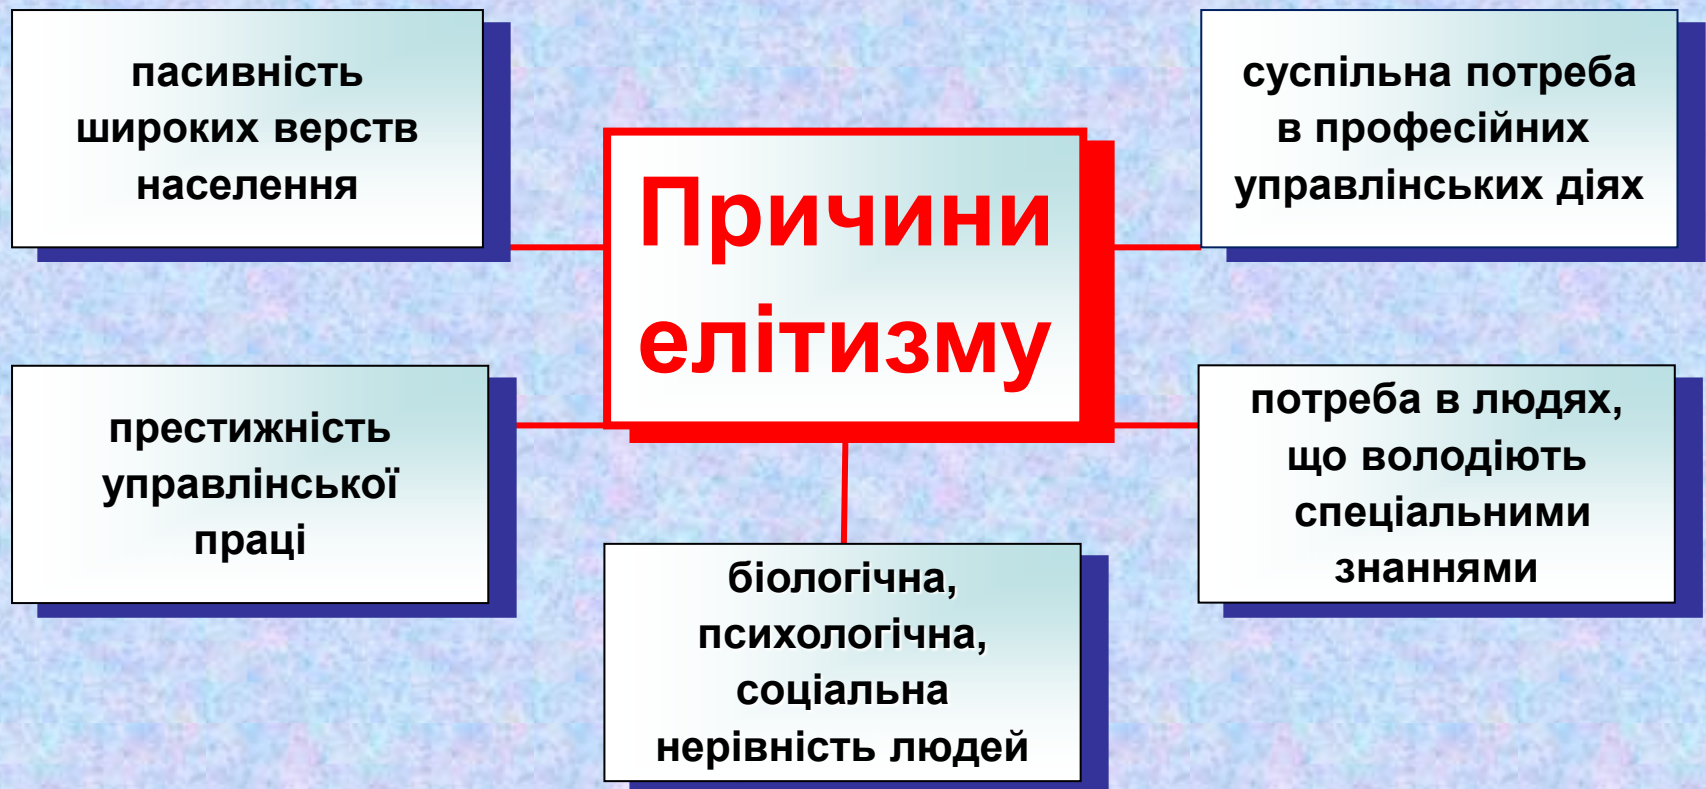 пасивність
широких верств
населення
Причини
елітизму
суспільна потреба
в професійних
управлінських діях
престижність
управлінської
праці
біологічна,
психологічна,
соціальна
нерівність людей
потреба в людях,
що володіють
спеціальними
знаннями